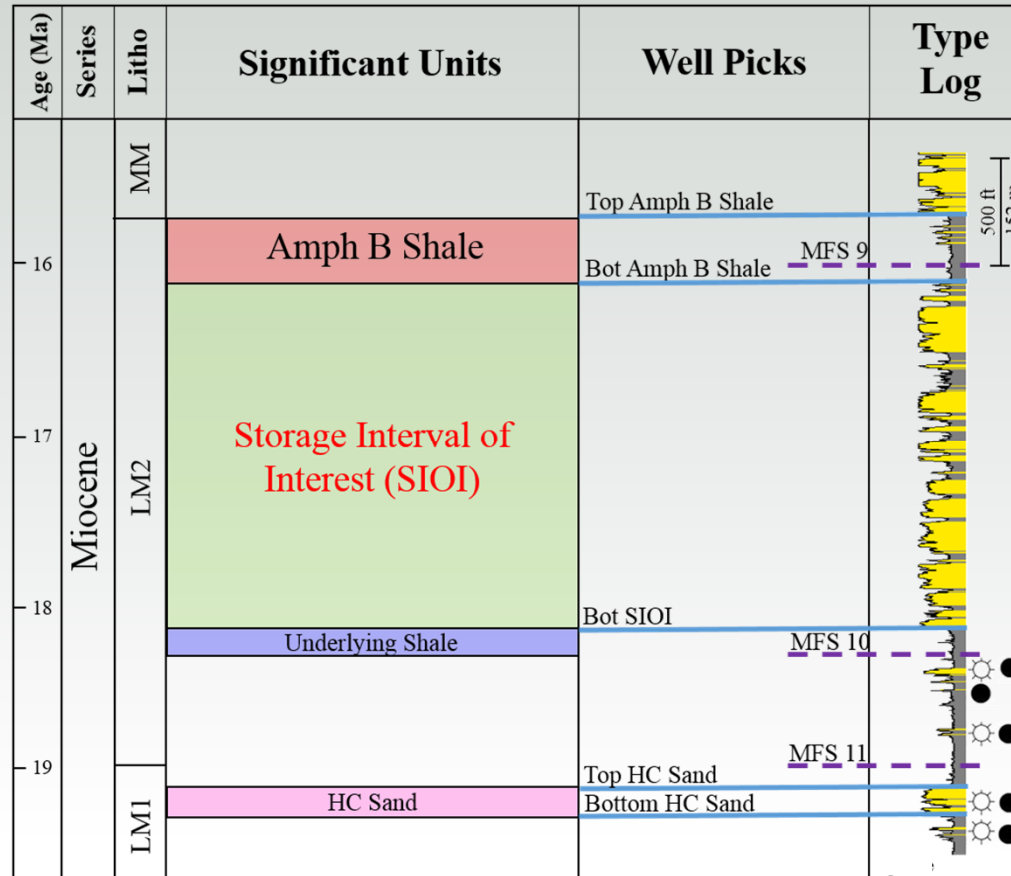 Age (Ma)
Series
Litho
Significant Units
Well Picks
Type
Log
MM
LM2
LM1
Miocene
16
17
18
19
Amph B Shale
Storage Interval of
Interest (SIOI)
Underlying Shale
HC Sand
Top Amph B Shale
MFS 9
Bot Amph B Shale
Bot SIOI
MFS 10
MFS 11
Top HC Sand
Bottom HC Sand
500 ft